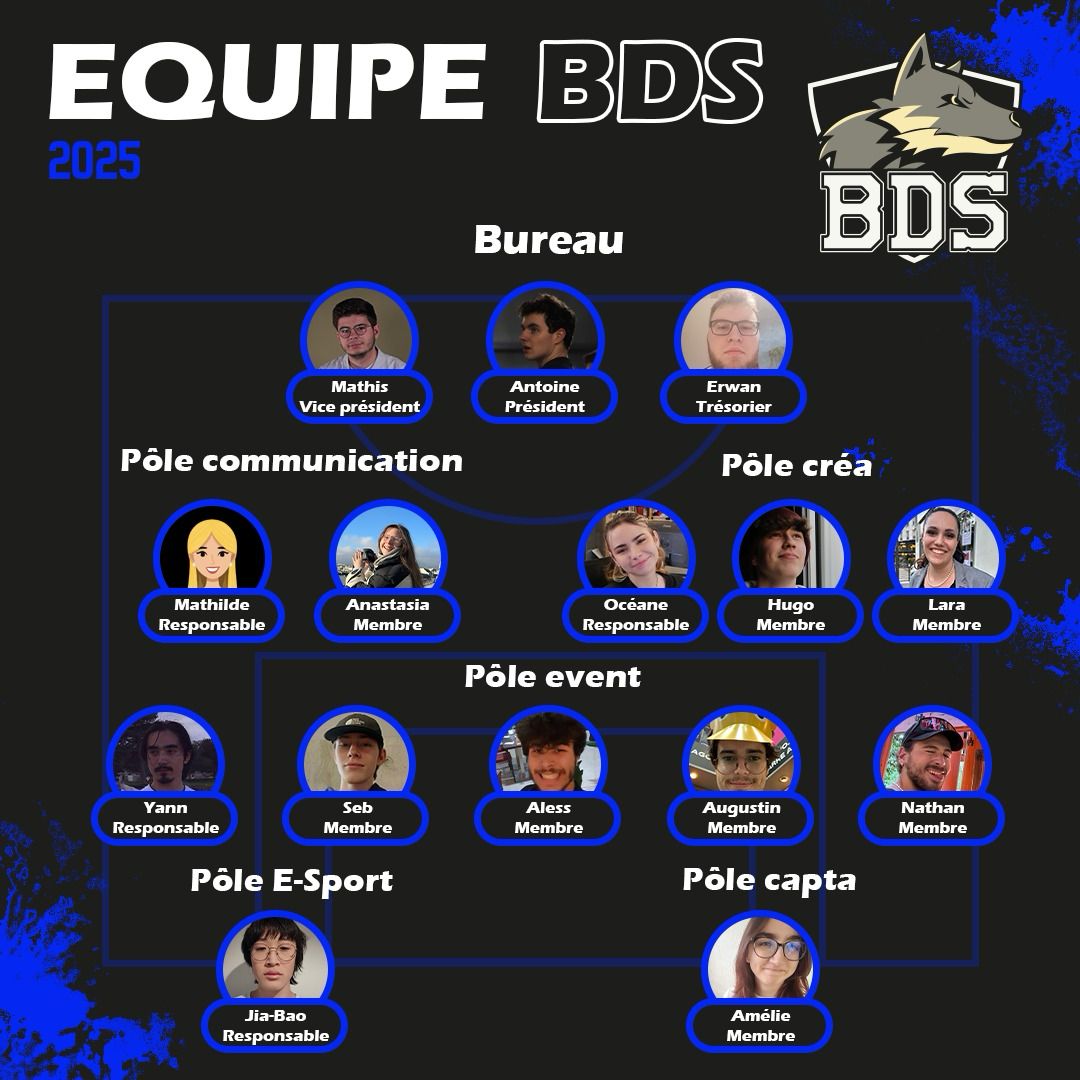 EQUIPE BDS
2025
BDS
Bureau
Mathis
Vice président
Antoine
Président
Erwan
Trésorier
Pôle communication
Mathilde
Responsable
Anastasia
Membre
Pôle créa
Océane
Responsable
Hugo
Membre
Lara
Membre
Pôle event
Yann
Responsable
Seb
Membre
Aless
Membre
Augustin
Membre
Nathan
Membre
Pôle E-Sport
Jia-Bao
Responsable
Pôle capta
Amélie
Membre